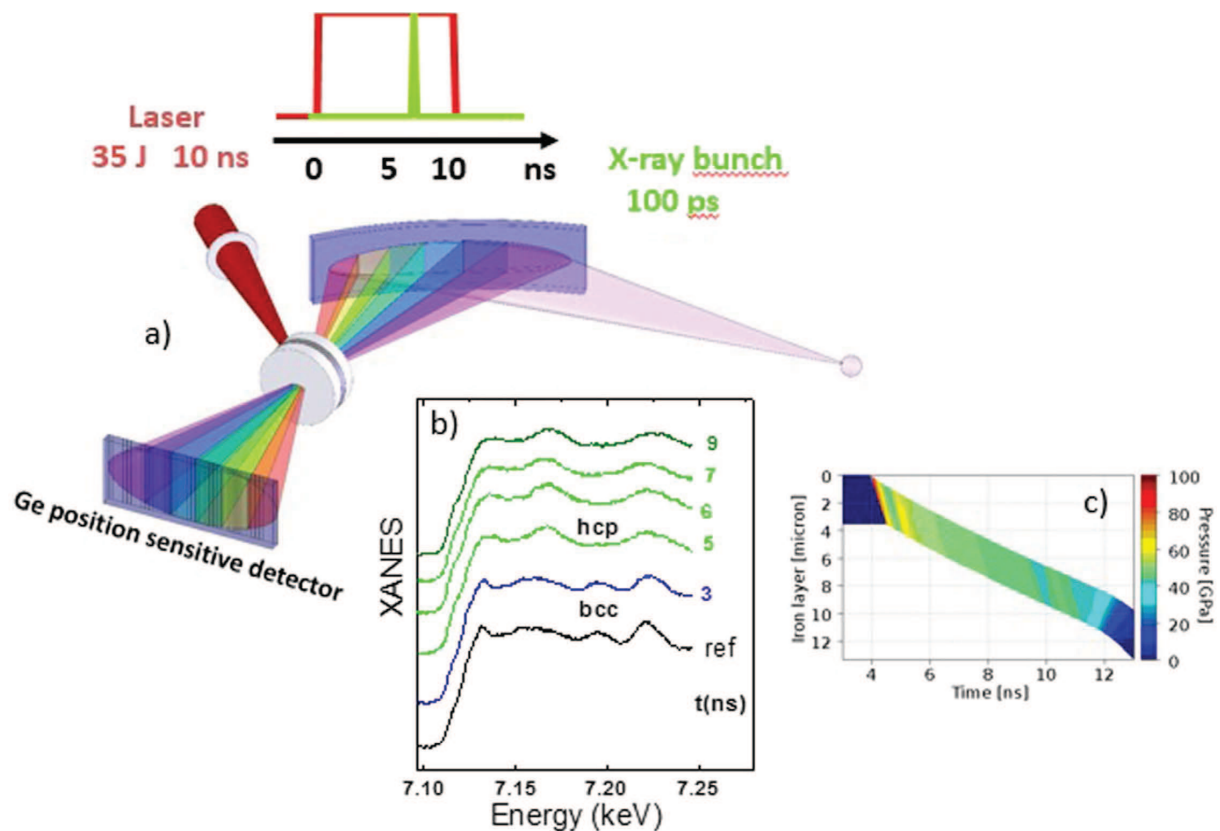 Laser
35 J 10 ns
0 5 10 ns
X-ray bunch
100 ps
a)
Ge position sensitive detector
b)
XANES
9
7
6
hcp
5
3
bcc
ref
t(ns)
7.10 7.15 7.20 7.25
Energy (keV)
c)
Iron layer [micron]
0
2
4
6
8
10
12
4 6 8 10 12
Time [ns]
100
80
60
40
20
0
Pressure [GPa]